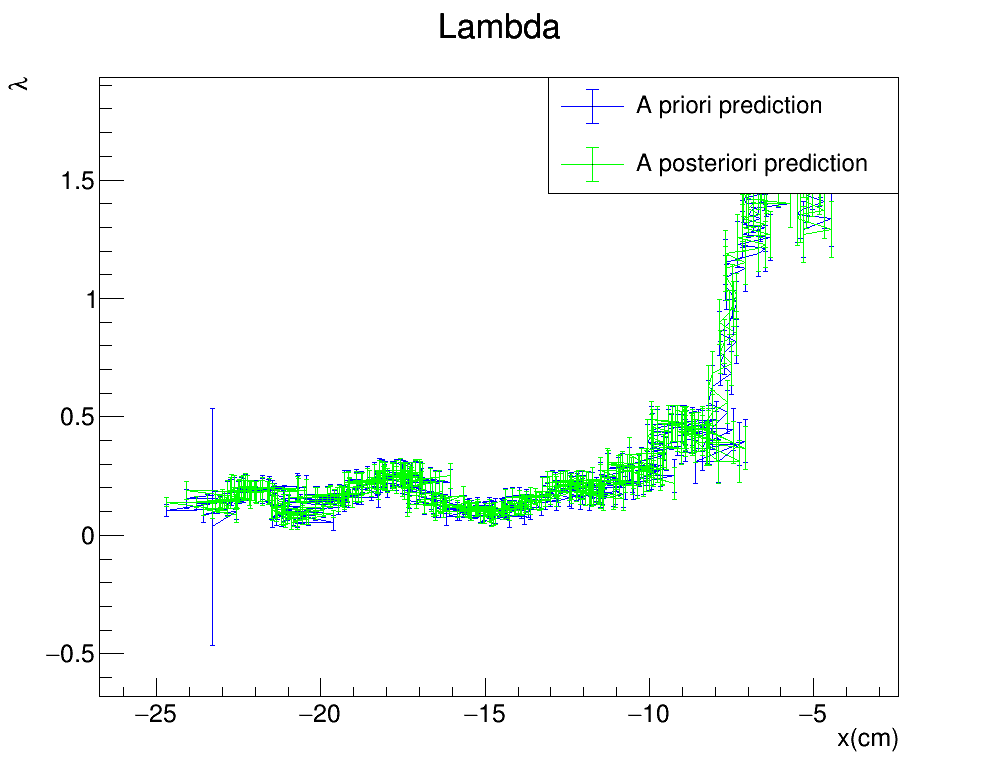 Lambda
λ
A priori prediction
A posteriori prediction
1.5
1
0.5
0
−0.5
−25 −20 −15 −10 −5
x(cm)